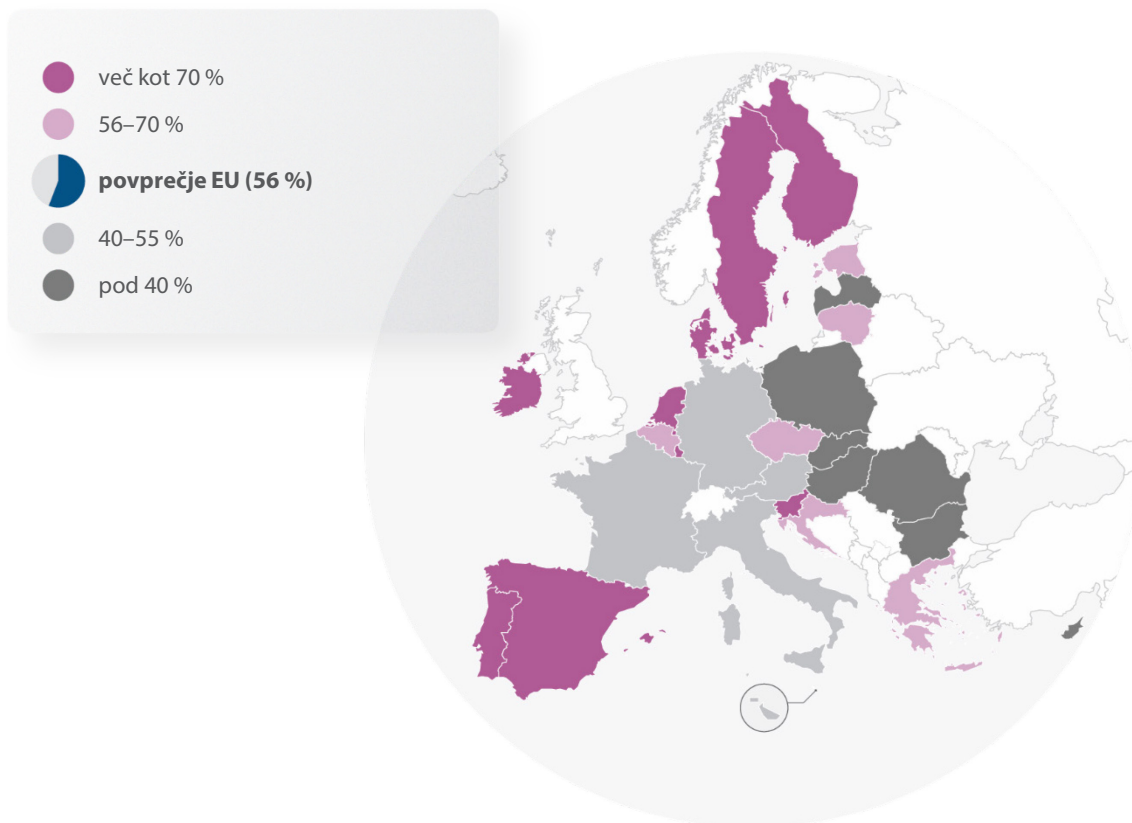 več kot 70 %
56–70 %
povprečje EU (56 %)
40–55 %
pod 40 %